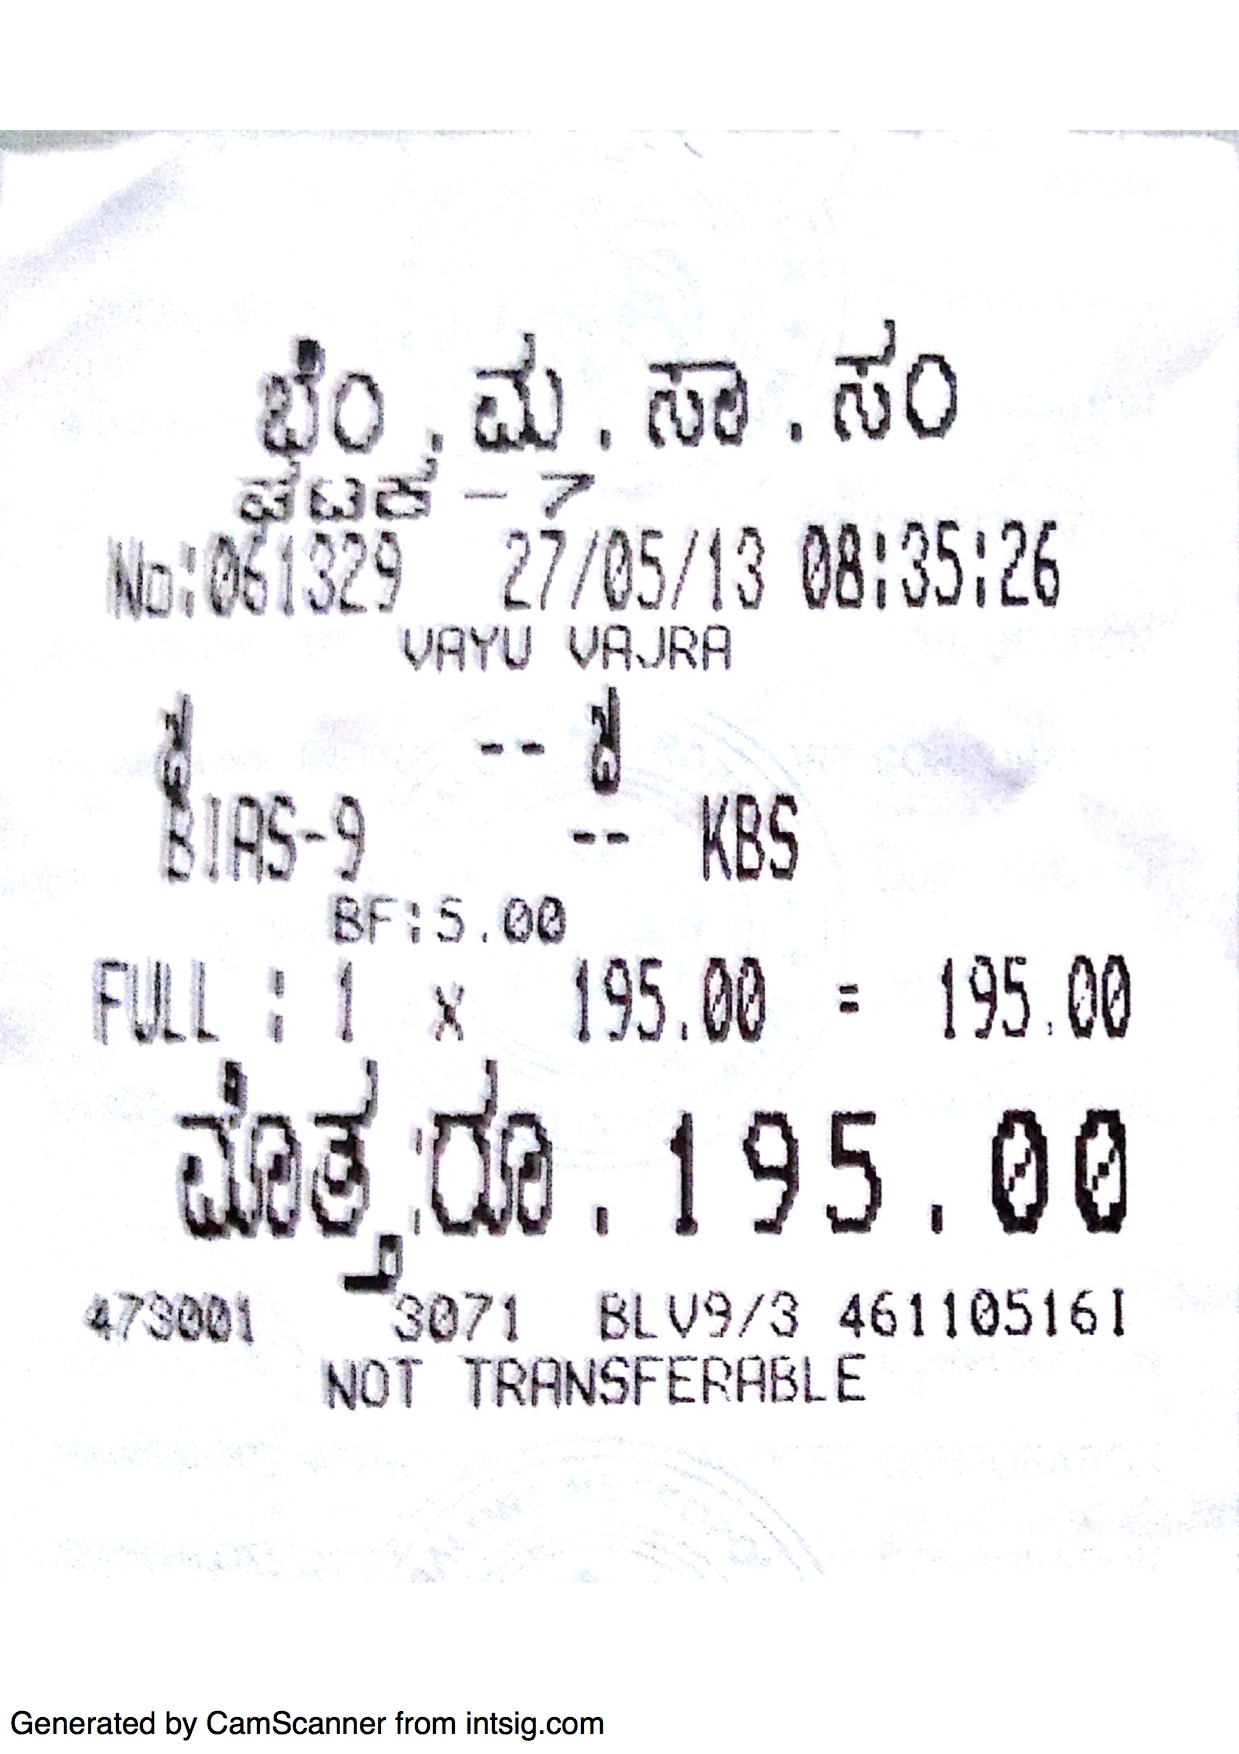 ಬೆಂ.ಮ.ಸಾ.ಸಂ
ಘಟಕ - 7
No:061329 27/05/13 08:35:26
VAYU VAJRA
-- 
BIAS-9 -- KBS
BF:5.00
FULL : 1 x 195.00 = 195.00
ಮೊತ್ತ:ರೂ.195.00
473001 3071 BLV9/3 461105161
NOT TRANSFERABLE
Generated by CamScanner from intsig.com